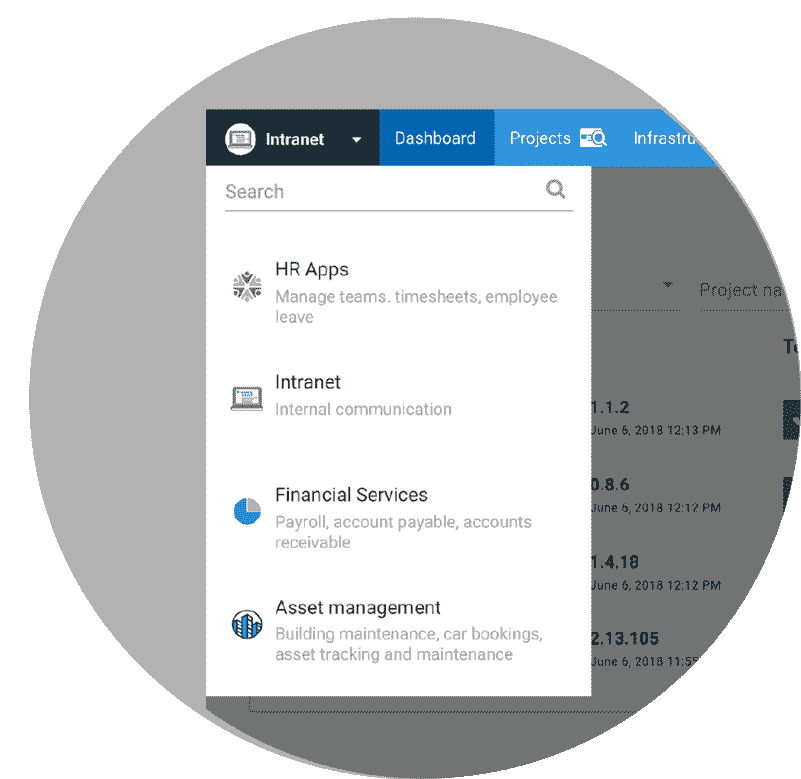 Intranet
Dashboard
Projects
Infrastru
Search
HR Apps
Manage teams. timesheets, employee
leave
Project na
Intranet
Internal communication
1.1.2
June 6, 2018 12:13 PM
Financial Services
Payroll, account payable, accounts
receivable
0.8.6
June 6, 2018 12:12 PM
1.4.18
June 6, 2018 12:12 PM
Asset management
Building maintenance, car bookings,
asset tracking and maintenance
2.13.105
June 6, 2018 11:55